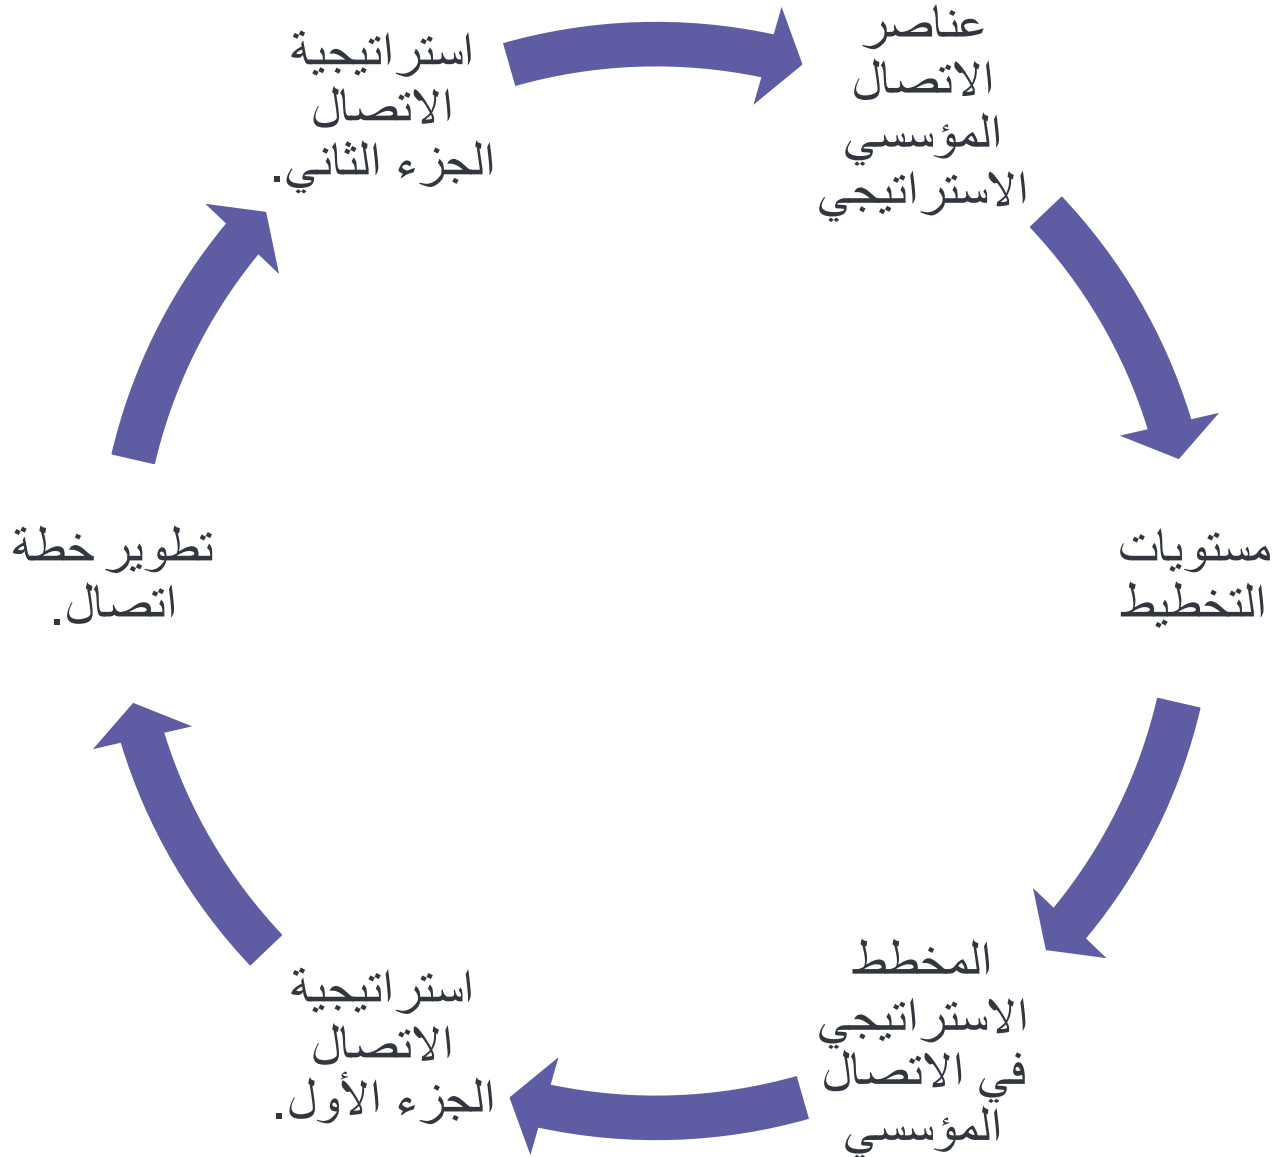 عناصر
الاتصال
المؤسسي
الاستراتيجي
مستويات
التخطيط
المخطط
الاستراتيجي
في الاتصال
المؤسسي
استراتيجية
الاتصال
الجزء الأول.
تطوير خطة
اتصال.
استراتيجية
الاتصال
الجزء الثاني.